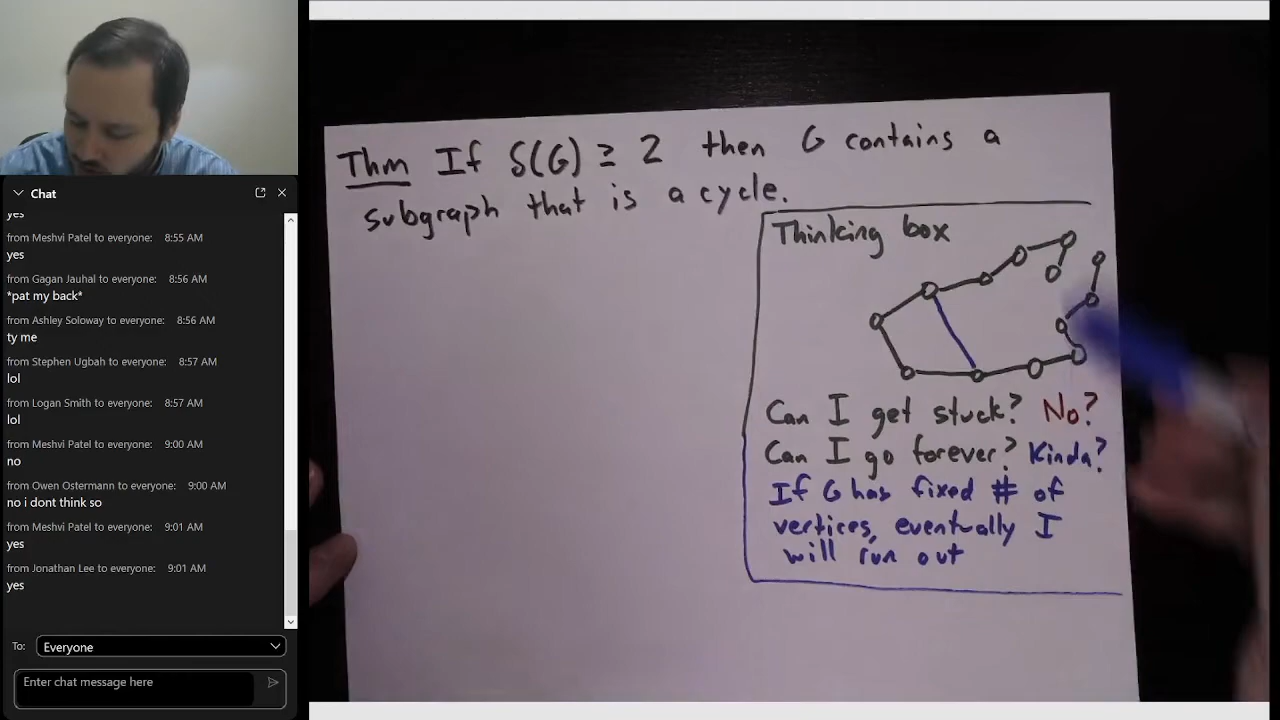 Chat
yes
from Meshvi Patel to everyone: 8:55 AM
yes
from Gagan Jauhal to everyone: 8:56 AM
*pat my back*
from Ashley Soloway to everyone: 8:56 AM
ty me
from Stephen Ugbah to everyone: 8:57 AM
lol
from Logan Smith to everyone: 8:57 AM
lol
from Meshvi Patel to everyone: 9:00 AM
no
from Owen Ostermann to everyone: 9:00 AM
no i dont think so
from Meshvi Patel to everyone: 9:01 AM
yes
from Jonathan Lee to everyone: 9:01 AM
yes
To: Everyone
Enter chat message here
Thm If δ(G) ≥ 2 then G contains a
subgraph that is a cycle.
Thinking box
Can I get stuck? No?
Can I go forever? Kinda?
If G has fixed # of
vertices, eventually I
will run out